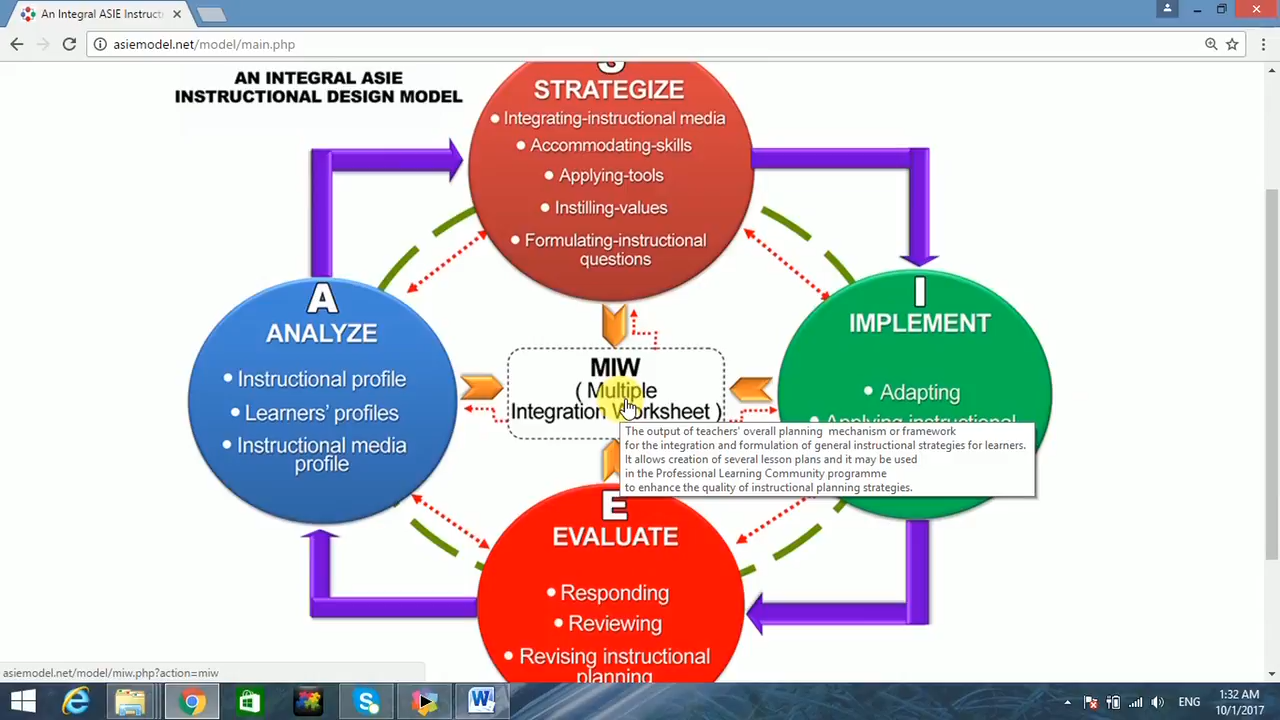 An Integral ASIE Instructi
asiemodel.net/model/main.php
AN INTEGRAL ASIE
INSTRUCTIONAL DESIGN MODEL
S
STRATEGIZE
• Integrating-instructional media
• Accommodating-skills
• Applying-tools
• Instilling-values
• Formulating-instructional
questions
A
ANALYZE
• Instructional profile
• Learners' profiles
• Instructional media
profile
MIW
( Multiple
Integration Worksheet )
I
IMPLEMENT
• Adapting
• Applying instructional
The output of teachers' overall planning mechanism or framework
for the integration and formulation of general instructional strategies for learners.
It allows creation of several lesson plans and it may be used
in the Professional Learning Community programme
to enhance the quality of instructional planning strategies.
E
EVALUATE
• Responding
• Reviewing
• Revising instructional
planning
asiemodel.net/model/miw.php?action=miw
ENG
1:32 AM
10/1/2017